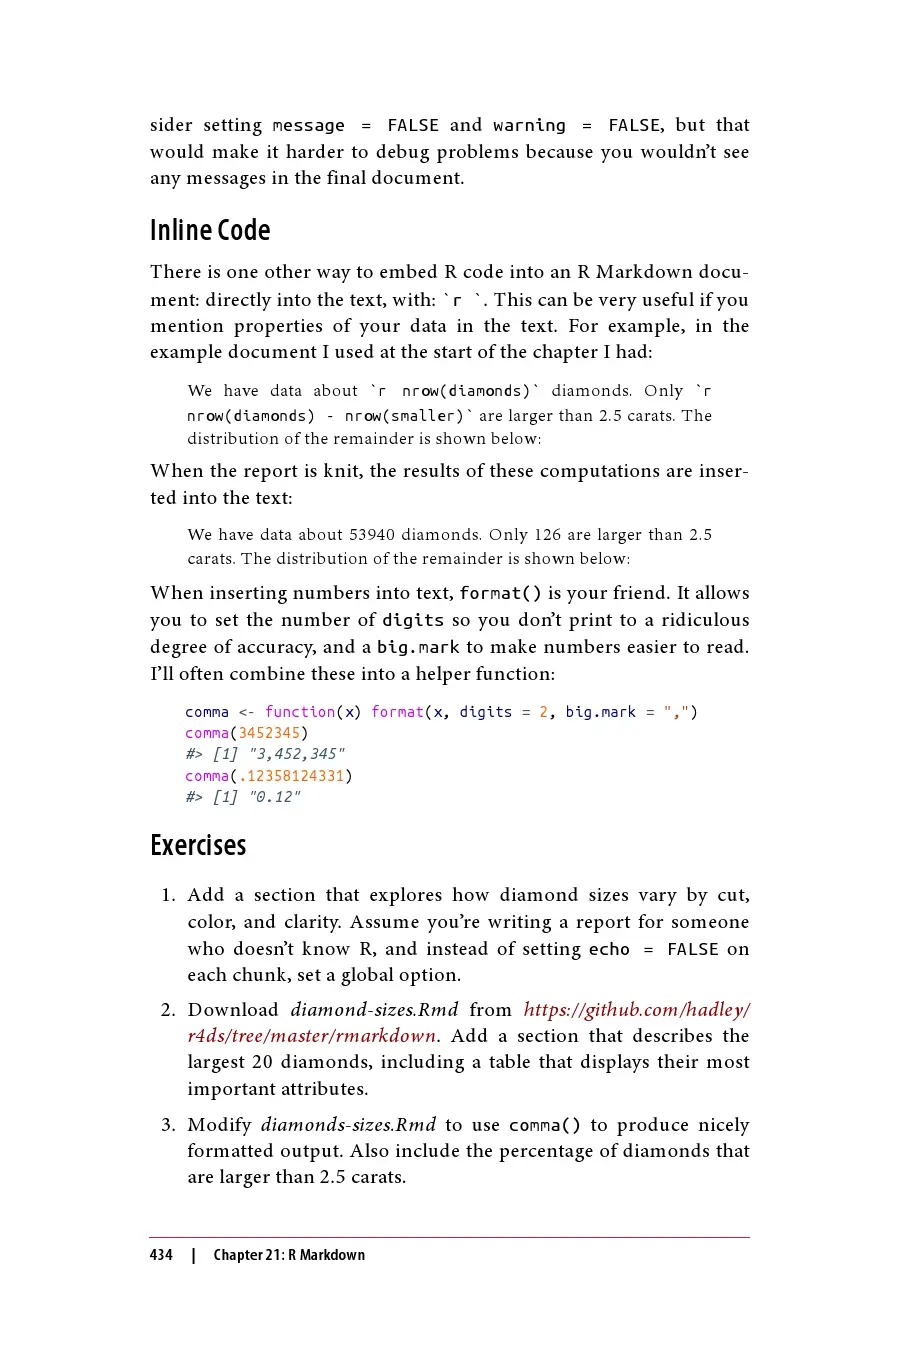 sider setting message = FALSE and warning = FALSE, but that
would make it harder to debug problems because you wouldn’t see
any messages in the final document.
Inline Code
There is one other way to embed R code into an R Markdown docu-
ment: directly into the text, with: `r `. This can be very useful if you
mention properties of your data in the text. For example, in the
example document I used at the start of the chapter I had:
We have data about `r nrow(diamonds)` diamonds. Only `r
nrow(diamonds) - nrow(smaller)` are larger than 2.5 carats. The
distribution of the remainder is shown below:
When the report is knit, the results of these computations are inser-
ted into the text:
We have data about 53940 diamonds. Only 126 are larger than 2.5
carats. The distribution of the remainder is shown below:
When inserting numbers into text, format() is your friend. It allows
you to set the number of digits so you don’t print to a ridiculous
degree of accuracy, and a big.mark to make numbers easier to read.
I’ll often combine these into a helper function:
comma <- function(x) format(x, digits = 2, big.mark = ",")
comma(3452345)
#> [1] "3,452,345"
comma(.12358124331)
#> [1] "0.12"
Exercises
1. Add a section that explores how diamond sizes vary by cut,
color, and clarity. Assume you’re writing a report for someone
who doesn’t know R, and instead of setting echo = FALSE on
each chunk, set a global option.
2. Download diamond-sizes.Rmd from https://github.com/hadley/
r4ds/tree/master/rmarkdown. Add a section that describes the
largest 20 diamonds, including a table that displays their most
important attributes.
3. Modify diamonds-sizes.Rmd to use comma() to produce nicely
formatted output. Also include the percentage of diamonds that
are larger than 2.5 carats.
434 | Chapter 21: R Markdown